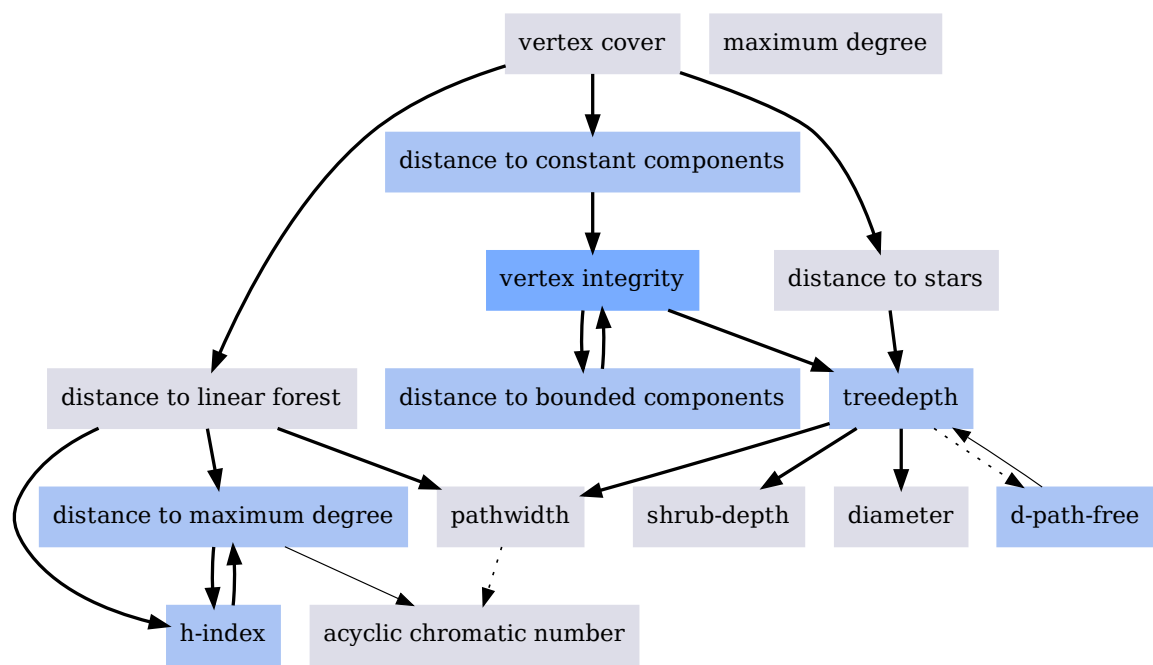 vertex cover
maximum degree
distance to constant components
vertex integrity
distance to stars
distance to linear forest
distance to bounded components
treedepth
distance to maximum degree
pathwidth
shrub-depth
diameter
d-path-free
h-index
acyclic chromatic number